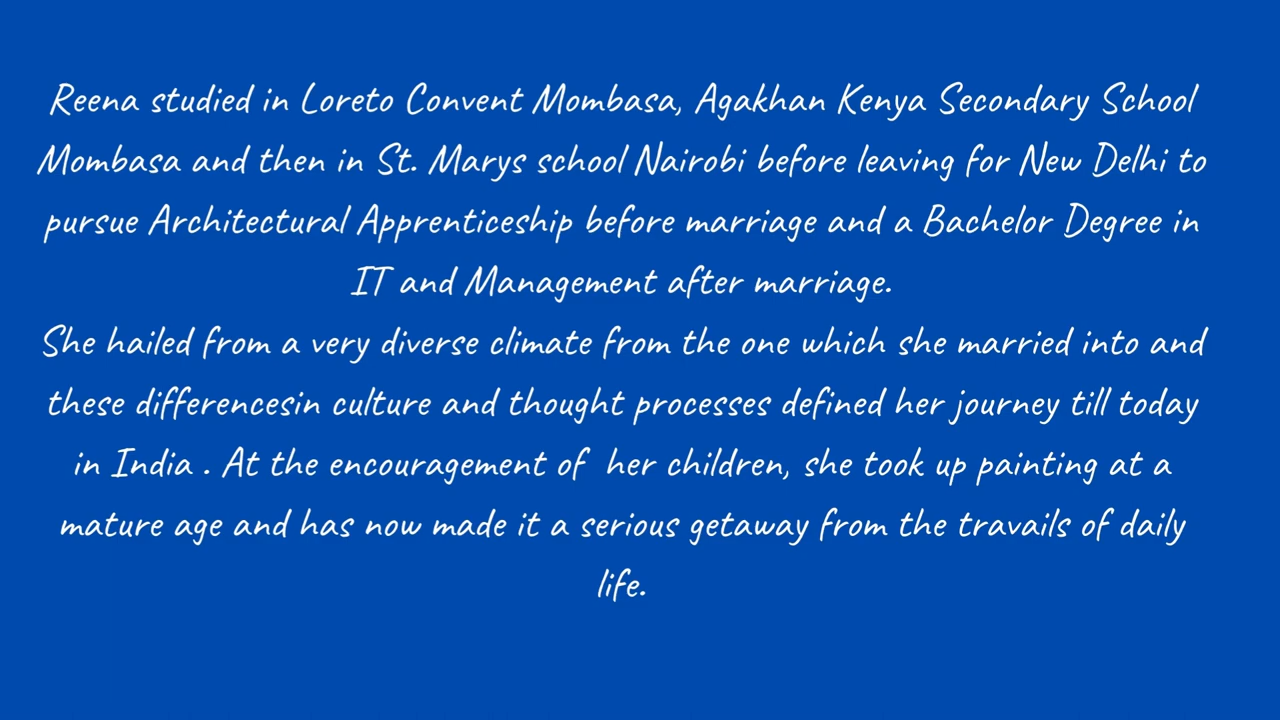 Reena studied in Loreto Convent Mombasa, Agakhan Kenya Secondary School
Mombasa and then in St. Marys school Nairobi before leaving for New Delhi to
pursue Architectural Apprenticeship before marriage and a Bachelor Degree in
IT and Management after marriage.
She hailed from a very diverse climate from the one which she married into and
these differencesin culture and thought processes defined her journey till today
in India . At the encouragement of  her children, she took up painting at a
mature age and has now made it a serious getaway from the travails of daily
life.